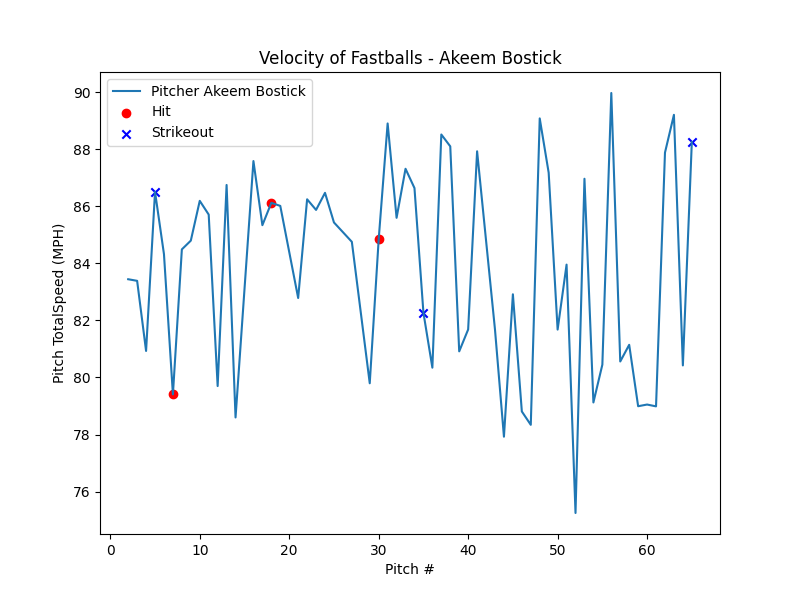 Velocity of Fastballs - Akeem Bostick
Pitcher Akeem Bostick
Hit
Strikeout
Pitch TotalSpeed (MPH)
90
88
86
84
82
80
78
76
0 10 20 30 40 50 60
Pitch #